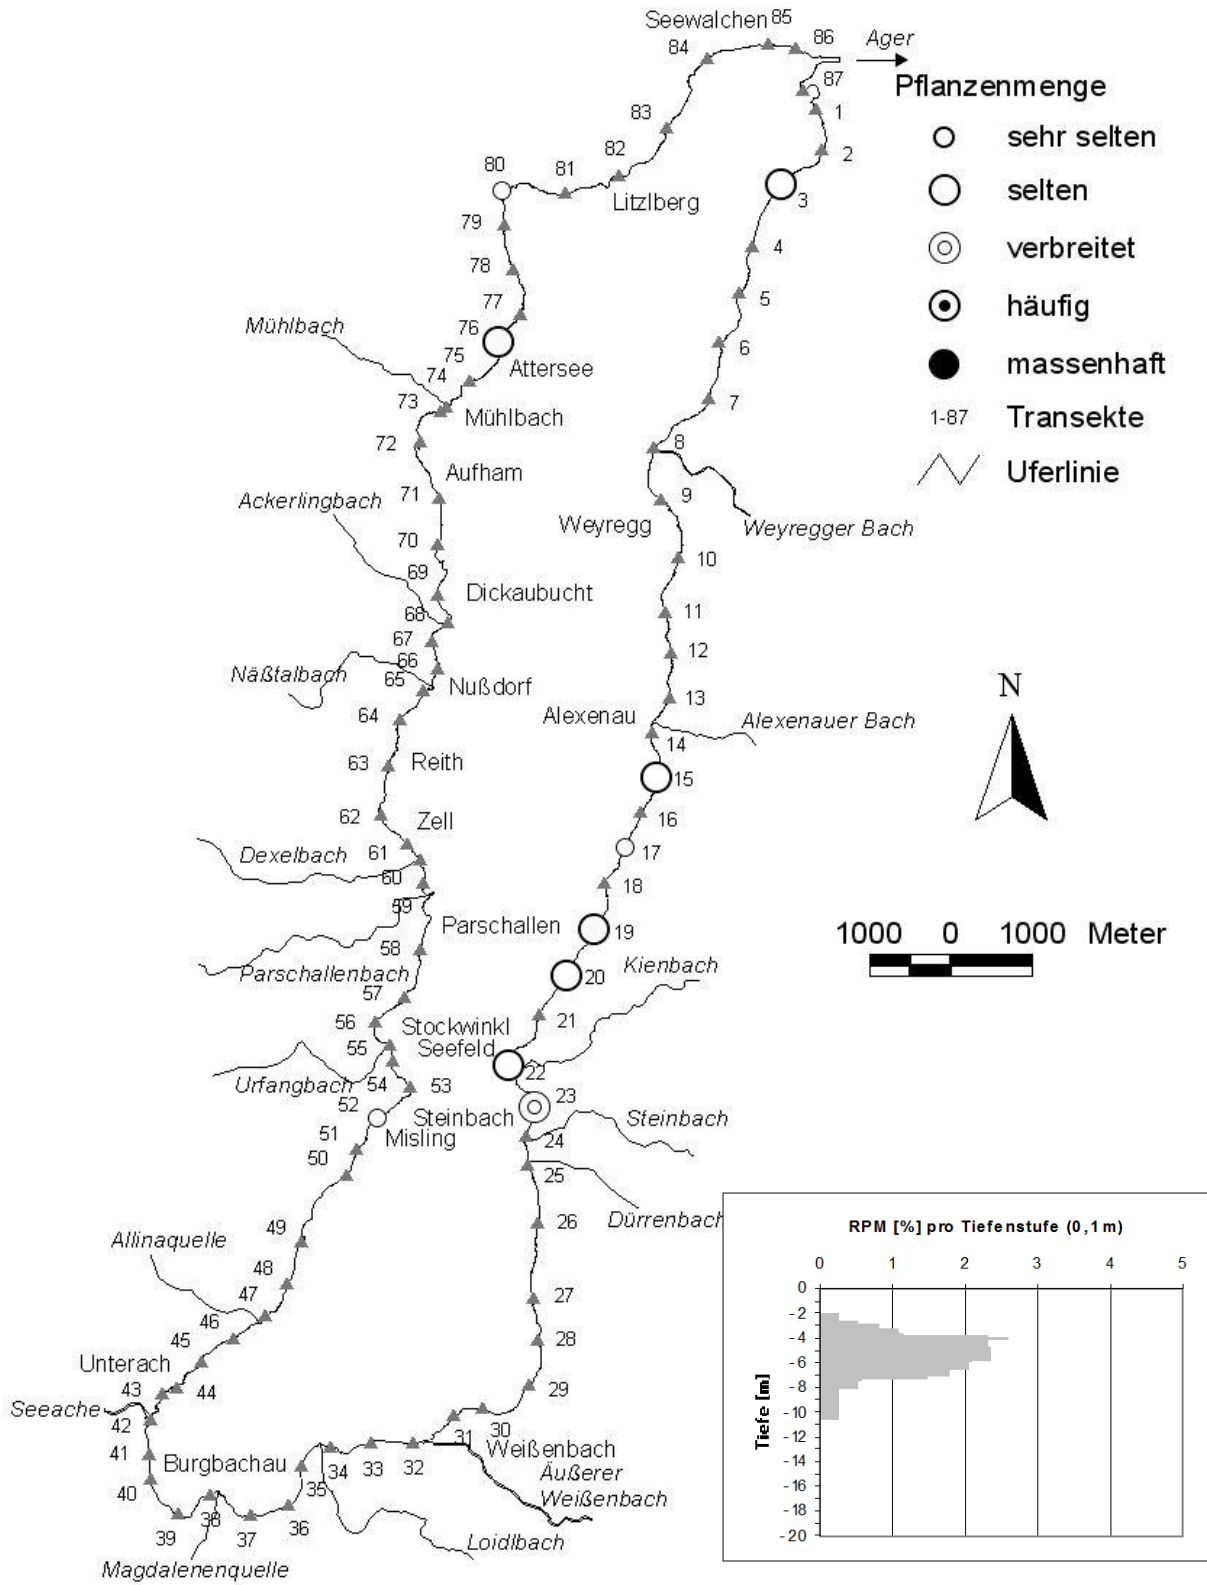 Seewalchen
85
86
84
Ager
87
Pflanzenmenge
1
83
sehr selten
2
82
80
81
selten
3
Litzlberg
79
4
verbreitet
78
5
77
häufig
Mühlbach
76
6
75
Attersee
massenhaft
74
7
73
Mühlbach
1-87
Transekte
72
8
Aufham
Uferlinie
Ackerlingbach
71
9
Weyregg
Weyregger Bach
70
10
69
Dickaubucht
68
11
67
12
66
Näßtalbach
65
Nußdorf
N
13
64
Alexenau
Alexenauer Bach
14
63
Reith
15
62
Zell
16
Dexelbach
61
17
60
18
59
Parschallen
19
1000
0
1000
Meter
58
Parschallenbach
20
Kienbach
57
56
Stockwinkl
21
55
Seefeld
22
Urfangbach
54
53
23
52
Steinbach
Steinbach
51
Misling
24
50
25
26
Dürrenbach
49
Allinaquelle
48
47
27
46
45
28
Unterach
43
44
29
Seeache
42
30
31
41
Burgbachau
34
33
32
Weißenbach
Äußerer
Weißenbach
40
35
39
38
37
36
Loidlbach
Magdalenenquelle
RPM [%] pro Tiefenstufe (0,1m)
0
1
2
3
4
5
0
-2
-4
-6
-8
-10
-12
-14
-16
-18
-20
Tiefe [m]